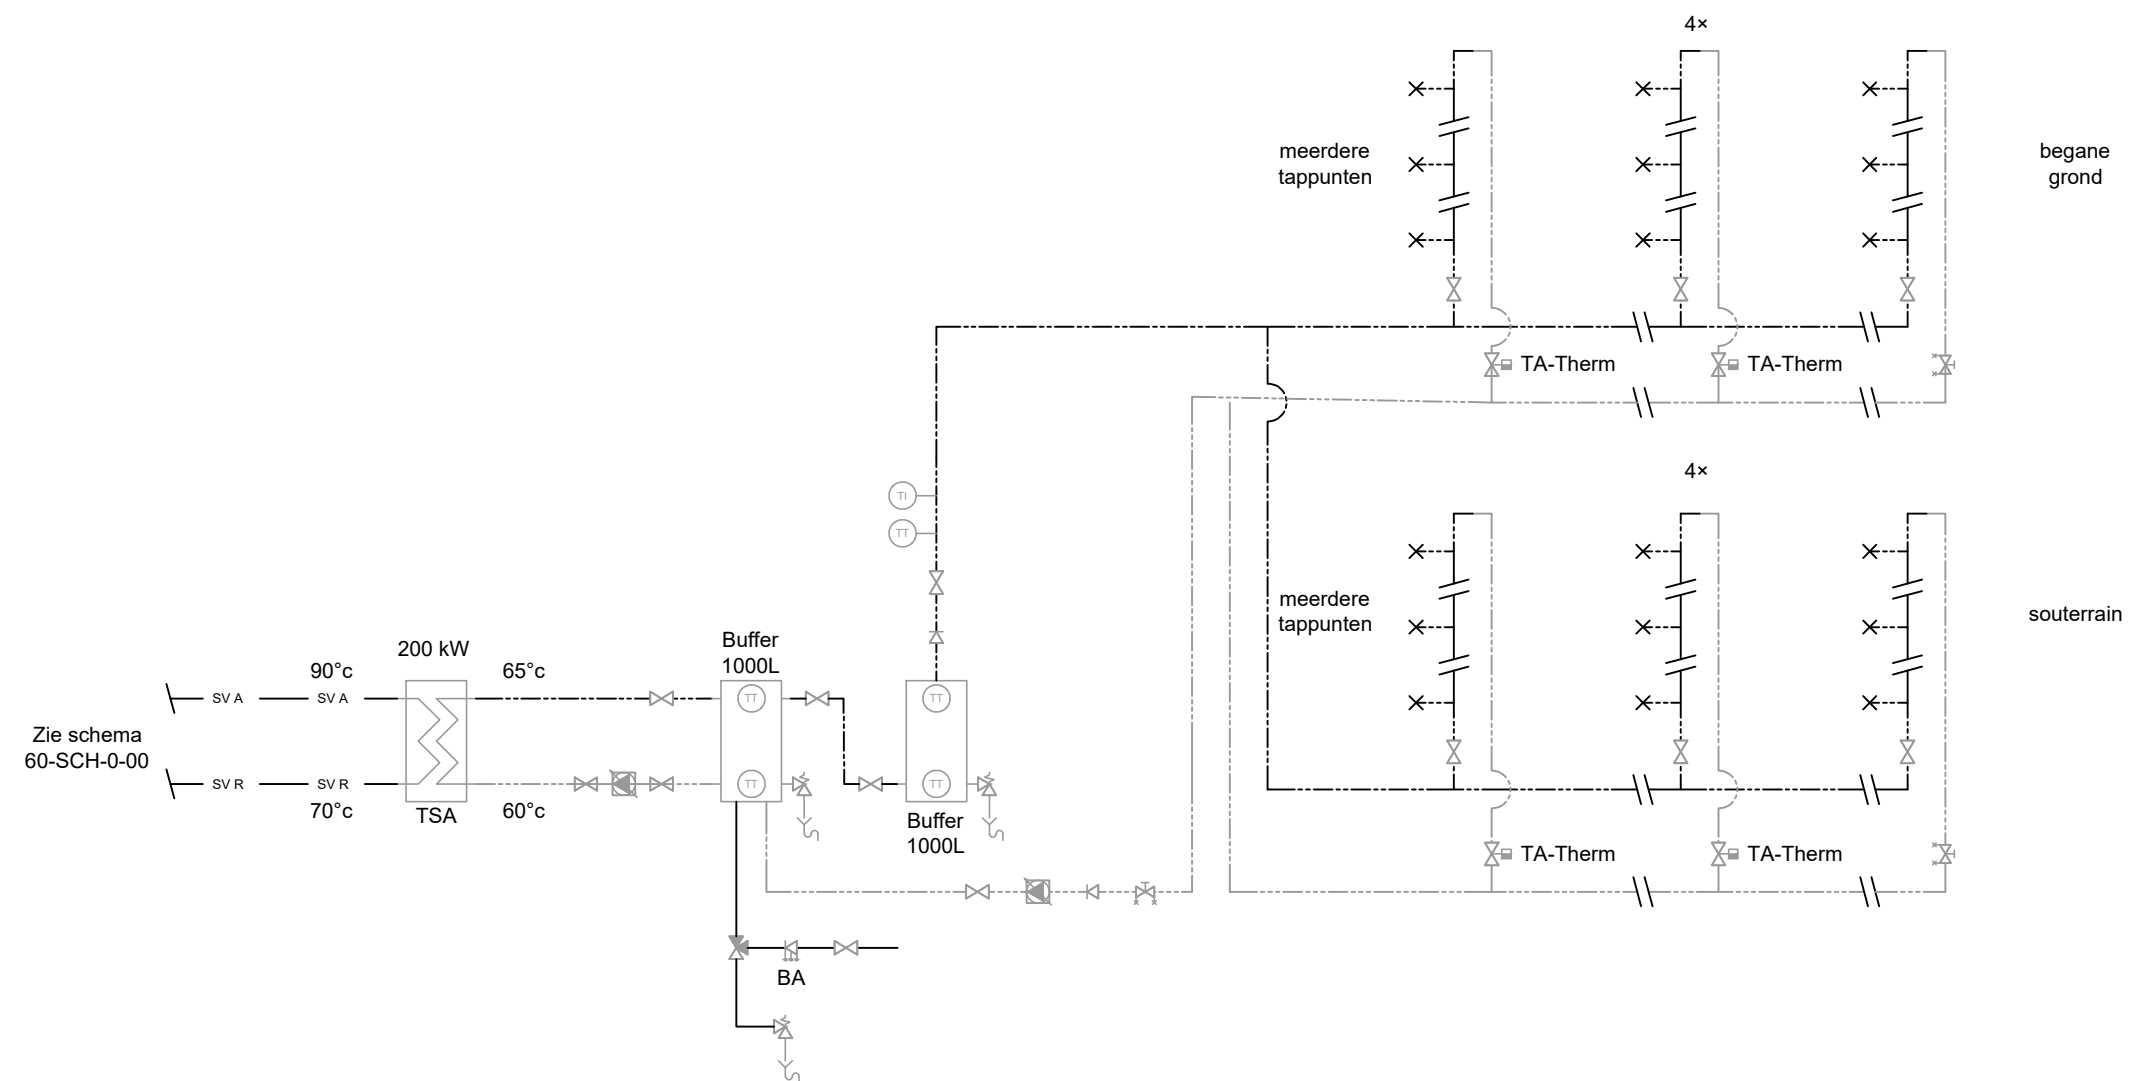 4×
meerdere
tappunten
begane
grond
TA-Therm
TA-Therm
4×
TI
TT
meerdere
tappunten
souterrain
200 kW
Buffer
1000L
90°c
65°c
SV A
SV A
TT
TT
Zie schema
60-SCH-0-00
SV R
SV R
TT
TT
70°c
TSA
60°c
Buffer
1000L
TA-Therm
TA-Therm
BA